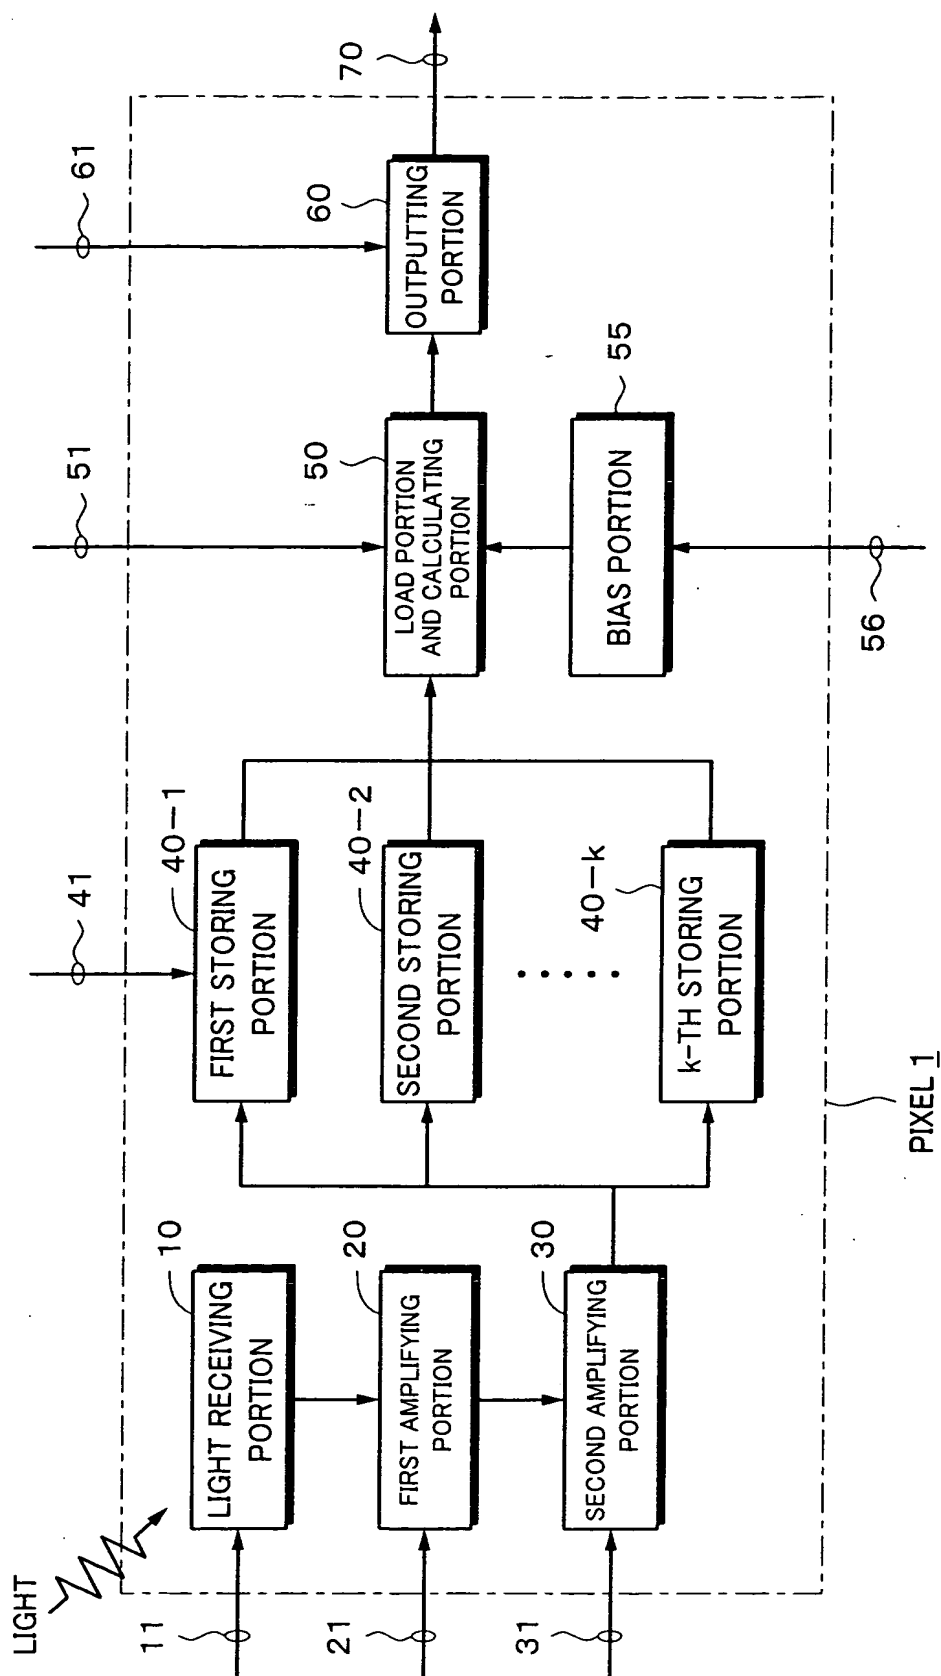 LIGHT
11
21
31
10
LIGHT RECEIVING
PORTION
20
FIRST AMPLIFYING
PORTION
30
SECOND AMPLIFYING
PORTION
41
40-1
FIRST STORING
PORTION
40-2
SECOND STORING
PORTION
40-k
k-TH STORING
PORTION
51
50
LOAD PORTION
AND CALCULATING
PORTION
55
BIAS PORTION
56
61
60
OUTPUTTING
PORTION
70
PIXEL 1